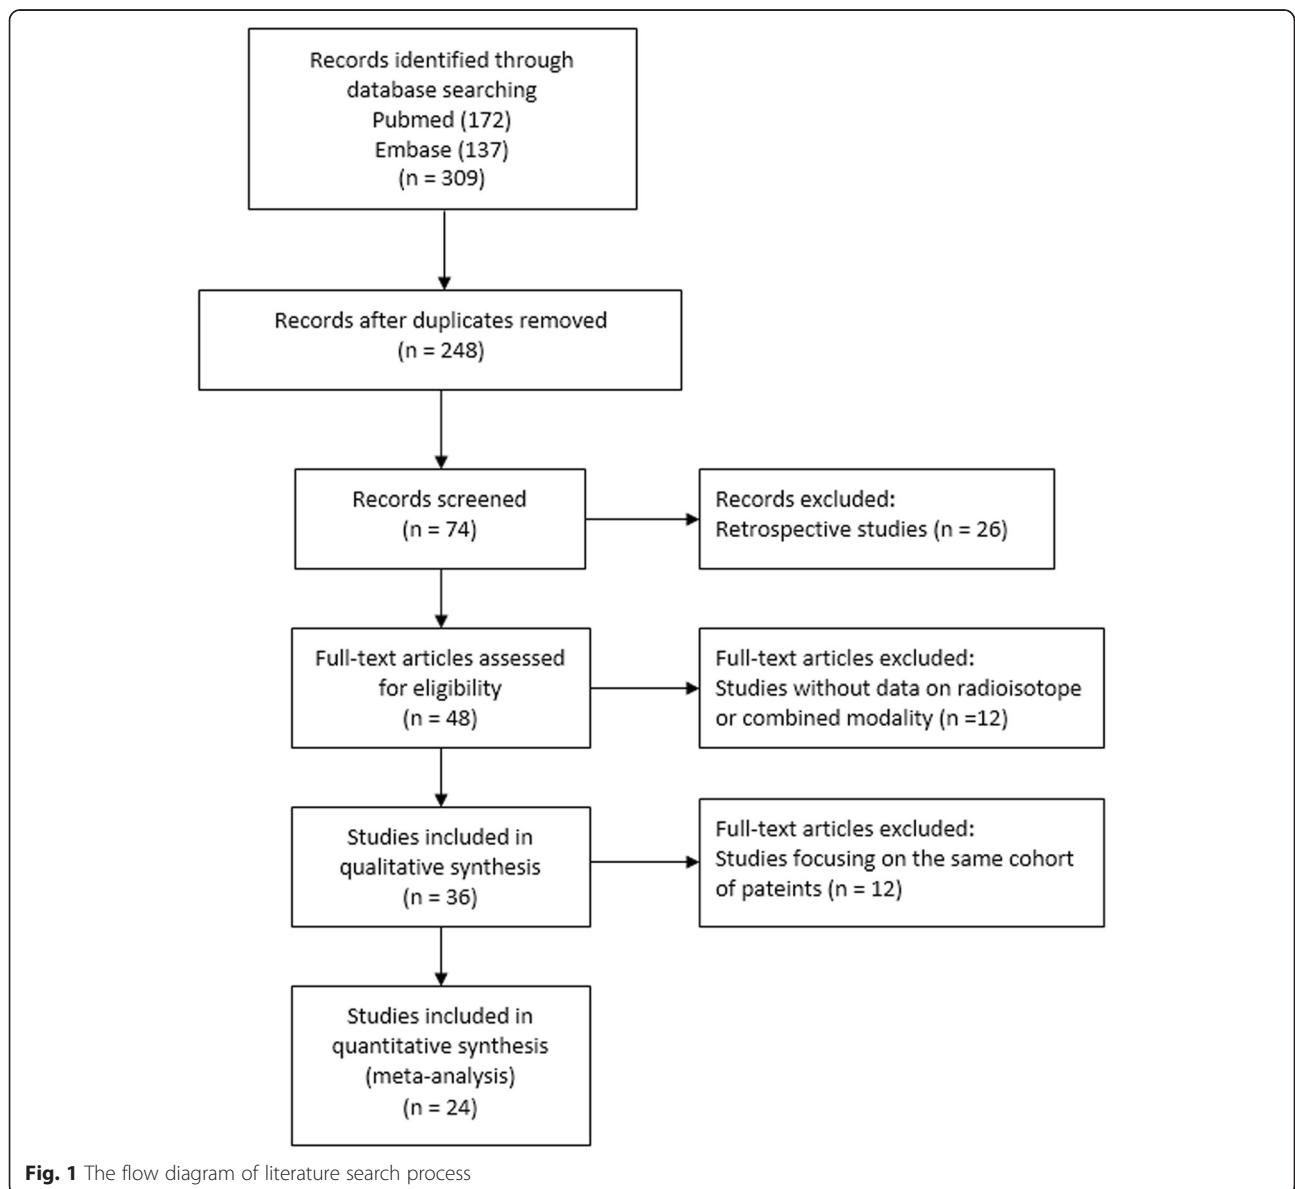 Records identified through
database searching
Pubmed (172)
Embase (137)
(n = 309)
Records after duplicates removed
(n = 248)
Records screened
(n = 74)
Records excluded:
Retrospective studies (n = 26)
Full-text articles assessed
for eligibility
(n = 48)
Full-text articles excluded:
Studies without data on radioisotope
or combined modality (n =12)
Studies included in
qualitative synthesis
(n = 36)
Full-text articles excluded:
Studies focusing on the same cohort
of pateints (n = 12)
Studies included in
quantitative synthesis
(meta-analysis)
(n = 24)
Fig. 1 The flow diagram of literature search process